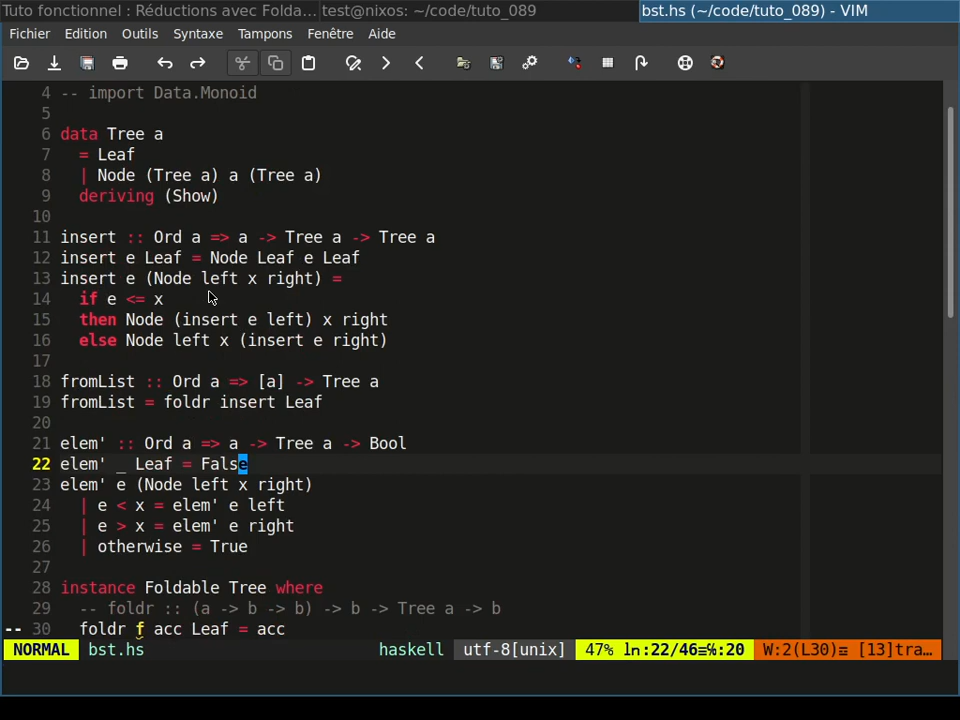 Tuto fonctionnel : Réductions avec Folda... test@nixos: ~/code/tuto_089 bst.hs (~/code/tuto_089) - VIM
Fichier Edition Outils Syntaxe Tampons Fenêtre Aide
4 -- import Data.Monoid
5
6 data Tree a
7   = Leaf
8   | Node (Tree a) a (Tree a)
9   deriving (Show)
10
11 insert :: Ord a => a -> Tree a -> Tree a
12 insert e Leaf = Node Leaf e Leaf
13 insert e (Node left x right) =
14   if e <= x
15   then Node (insert e left) x right
16   else Node left x (insert e right)
17
18 fromList :: Ord a => [a] -> Tree a
19 fromList = foldr insert Leaf
20
21 elem' :: Ord a => a -> Tree a -> Bool
22 elem' _ Leaf = False
23 elem' e (Node left x right)
24   | e < x = elem' e left
25   | e > x = elem' e right
26   | otherwise = True
27
28 instance Foldable Tree where
29   -- foldr :: (a -> b -> b) -> b -> Tree a -> b
-- 30   foldr f acc Leaf = acc
NORMAL bst.hs haskell utf-8[unix] 47% ln:22/46≡℅:20 W:2(L30)☲ [13]tra...